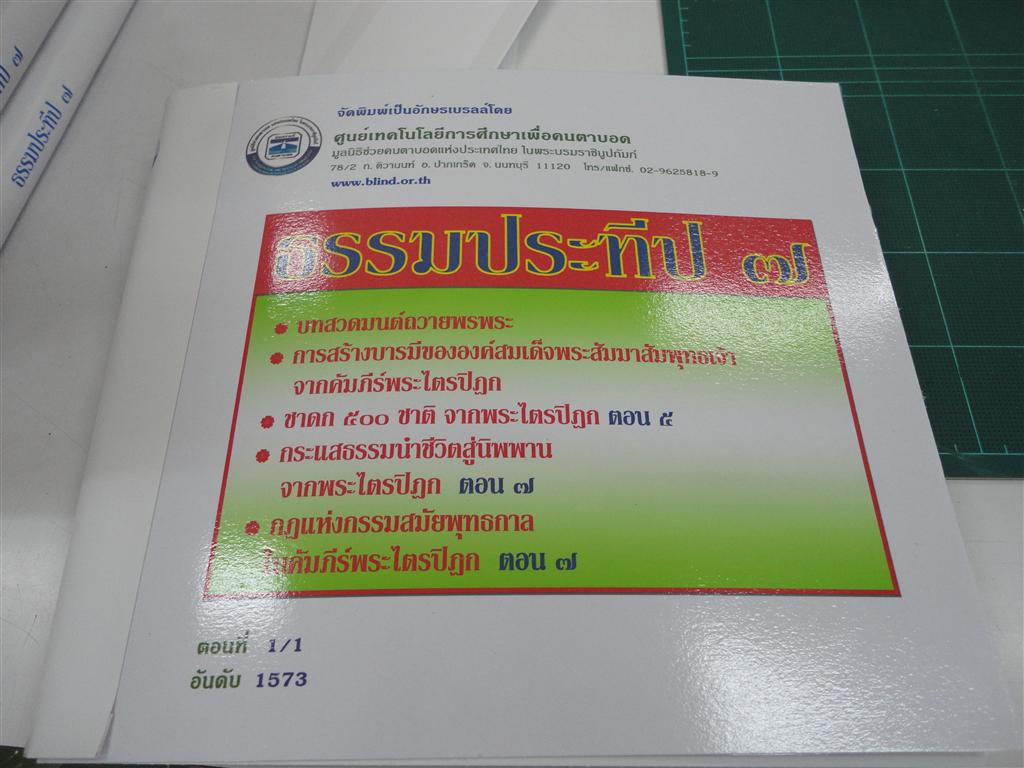 ธรรมประทีป ๗
จัดพิมพ์เป็นอักษรเบรลล์โดย
ศูนย์เทคโนโลยีการศึกษาเพื่อคนตาบอด
มูลนิธิช่วยคนตาบอดแห่งประเทศไทย ในพระบรมราชินูปถัมภ์
78/2 ถ.ติวานนท์ อ.ปากเกร็ด จ.นนทบุรี 11120 โทร/แฟกซ์. 02-9625818-9
www.blind.or.th
ธรรมประทีป ๗
บทสวดมนต์ถวายพรพระ
การสร้างบารมีขององค์สมเด็จพระสัมมาสัมพุทธเจ้า
จากคัมภีร์พระไตรปิฎก
ชาดก ๕๐๐ ชาติ จากพระไตรปิฎก ตอน ๕
กระแสธรรมนำชีวิตสู่นิพพาน
จากพระไตรปิฎก ตอน ๗
กฎแห่งกรรมสมัยพุทธกาล
ในคัมภีร์พระไตรปิฎก ตอน ๗
ตอนที่ 1/1
อันดับ 1573